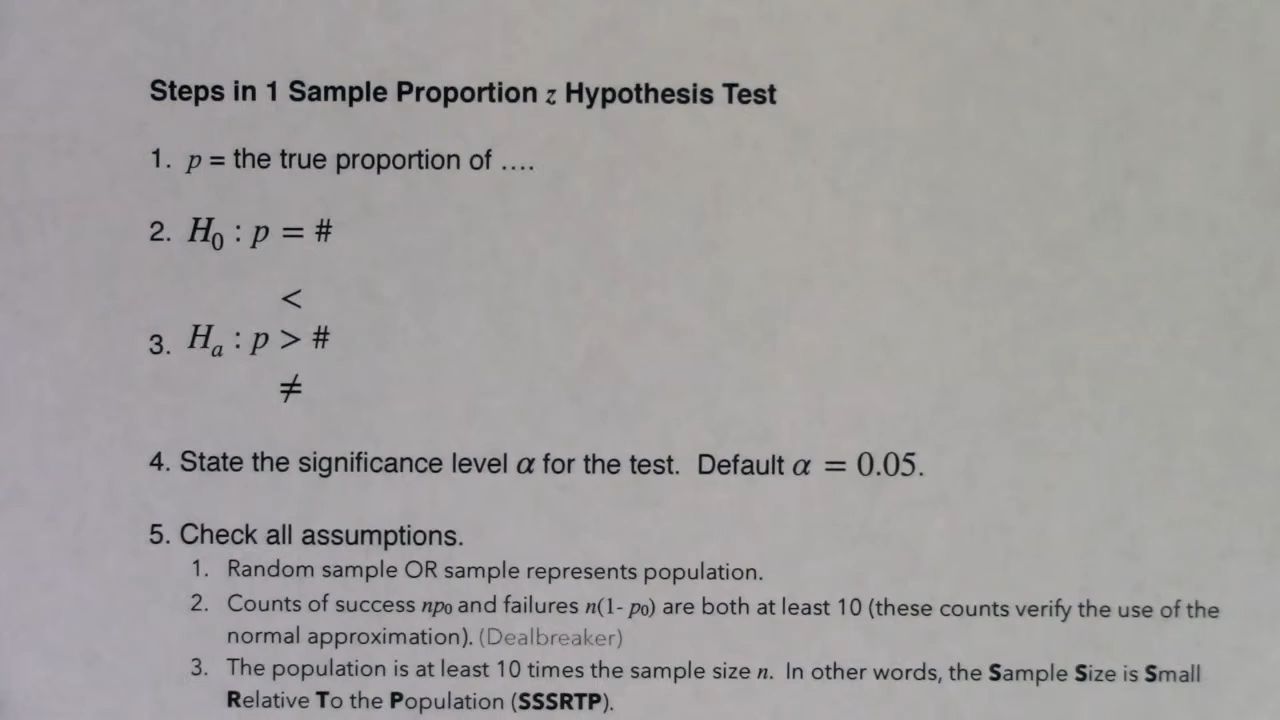 Steps in 1 Sample Proportion z Hypothesis Test
1. p = the true proportion of ….
2. H₀ : p = #
<
3. Hₐ : p > #
≠
4. State the significance level α for the test. Default α = 0.05.
5. Check all assumptions.
1. Random sample OR sample represents population.
2. Counts of success np₀ and failures n(1- p₀) are both at least 10 (these counts verify the use of the
normal approximation). (Dealbreaker)
3. The population is at least 10 times the sample size n. In other words, the Sample Size is Small
Relative To the Population (SSSRTP).